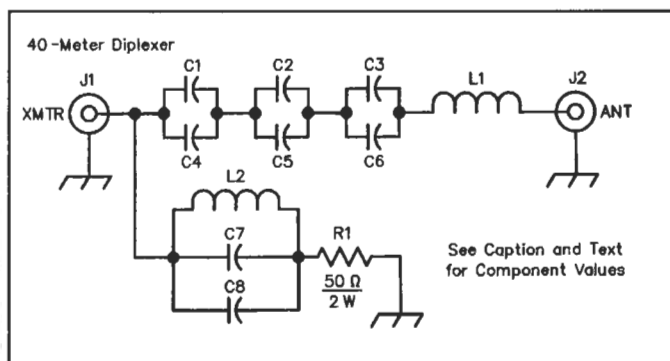 40-Meter Diplexer
J1
C1
C2
C3
L1
J2
XMTR
ANT
C4
C5
C6
L2
C7
R1
See Caption and Text
for Component Values
50 Ω
2 W
C8